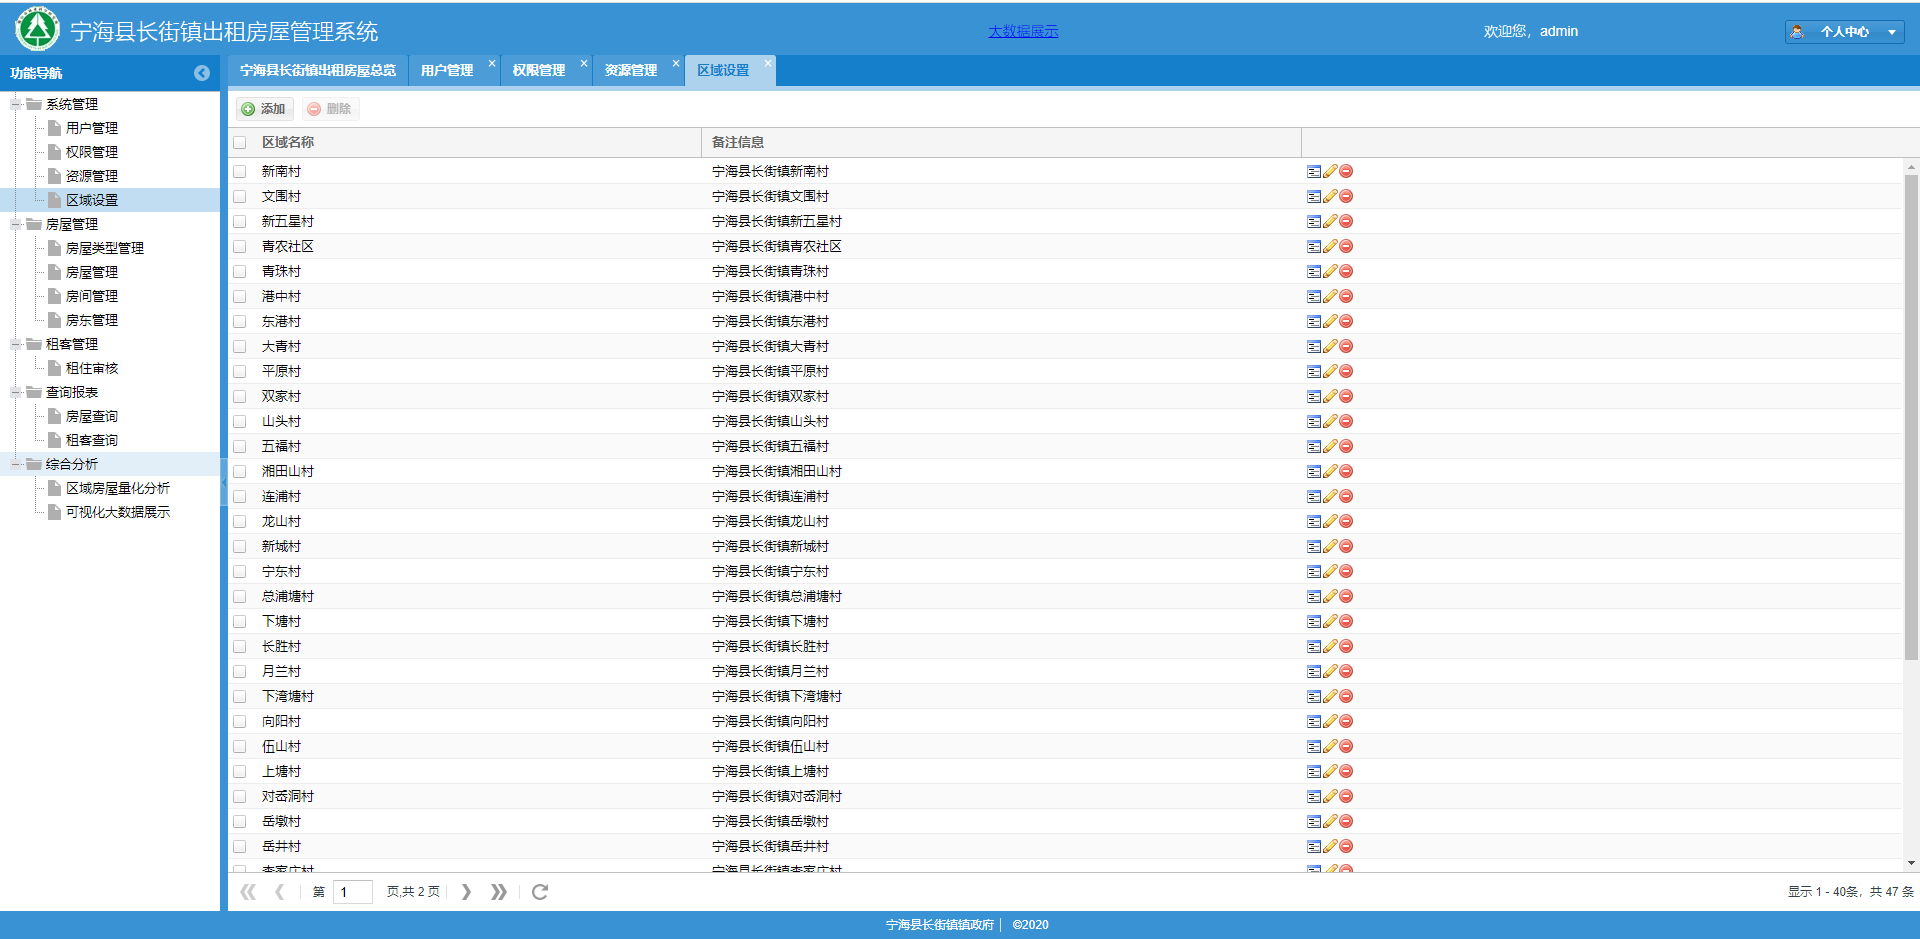 宁海县长街镇出租房屋管理系统
大数据展示
欢迎您，admin
个人中心
功能导航
宁海县长街镇出租房屋总览 用户管理 权限管理 资源管理 区域设置
系统管理
用户管理
权限管理
资源管理
区域设置
房屋管理
房屋类型管理
房屋管理
房间管理
房东管理
租客管理
租住审核
查询报表
房屋查询
租客查询
综合分析
区域房屋量化分析
可视化大数据展示
添加 删除
区域名称 备注信息
新南村 宁海县长街镇新南村
文围村 宁海县长街镇文围村
新五星村 宁海县长街镇新五星村
青农社区 宁海县长街镇青农社区
青珠村 宁海县长街镇青珠村
港中村 宁海县长街镇港中村
东港村 宁海县长街镇东港村
大青村 宁海县长街镇大青村
平原村 宁海县长街镇平原村
双家村 宁海县长街镇双家村
山头村 宁海县长街镇山头村
五福村 宁海县长街镇五福村
湘田山村 宁海县长街镇湘田山村
连浦村 宁海县长街镇连浦村
龙山村 宁海县长街镇龙山村
新城村 宁海县长街镇新城村
宁东村 宁海县长街镇宁东村
总浦塘村 宁海县长街镇总浦塘村
下塘村 宁海县长街镇下塘村
长胜村 宁海县长街镇长胜村
月兰村 宁海县长街镇月兰村
下湾塘村 宁海县长街镇下湾塘村
向阳村 宁海县长街镇向阳村
伍山村 宁海县长街镇伍山村
上塘村 宁海县长街镇上塘村
对岙洞村 宁海县长街镇对岙洞村
岳墩村 宁海县长街镇岳墩村
岳井村 宁海县长街镇岳井村
李家庄村 宁海县长街镇李家庄村
第 1 页,共 2 页
显示 1 - 40条，共 47 条
宁海县长街镇镇政府 | ©2020